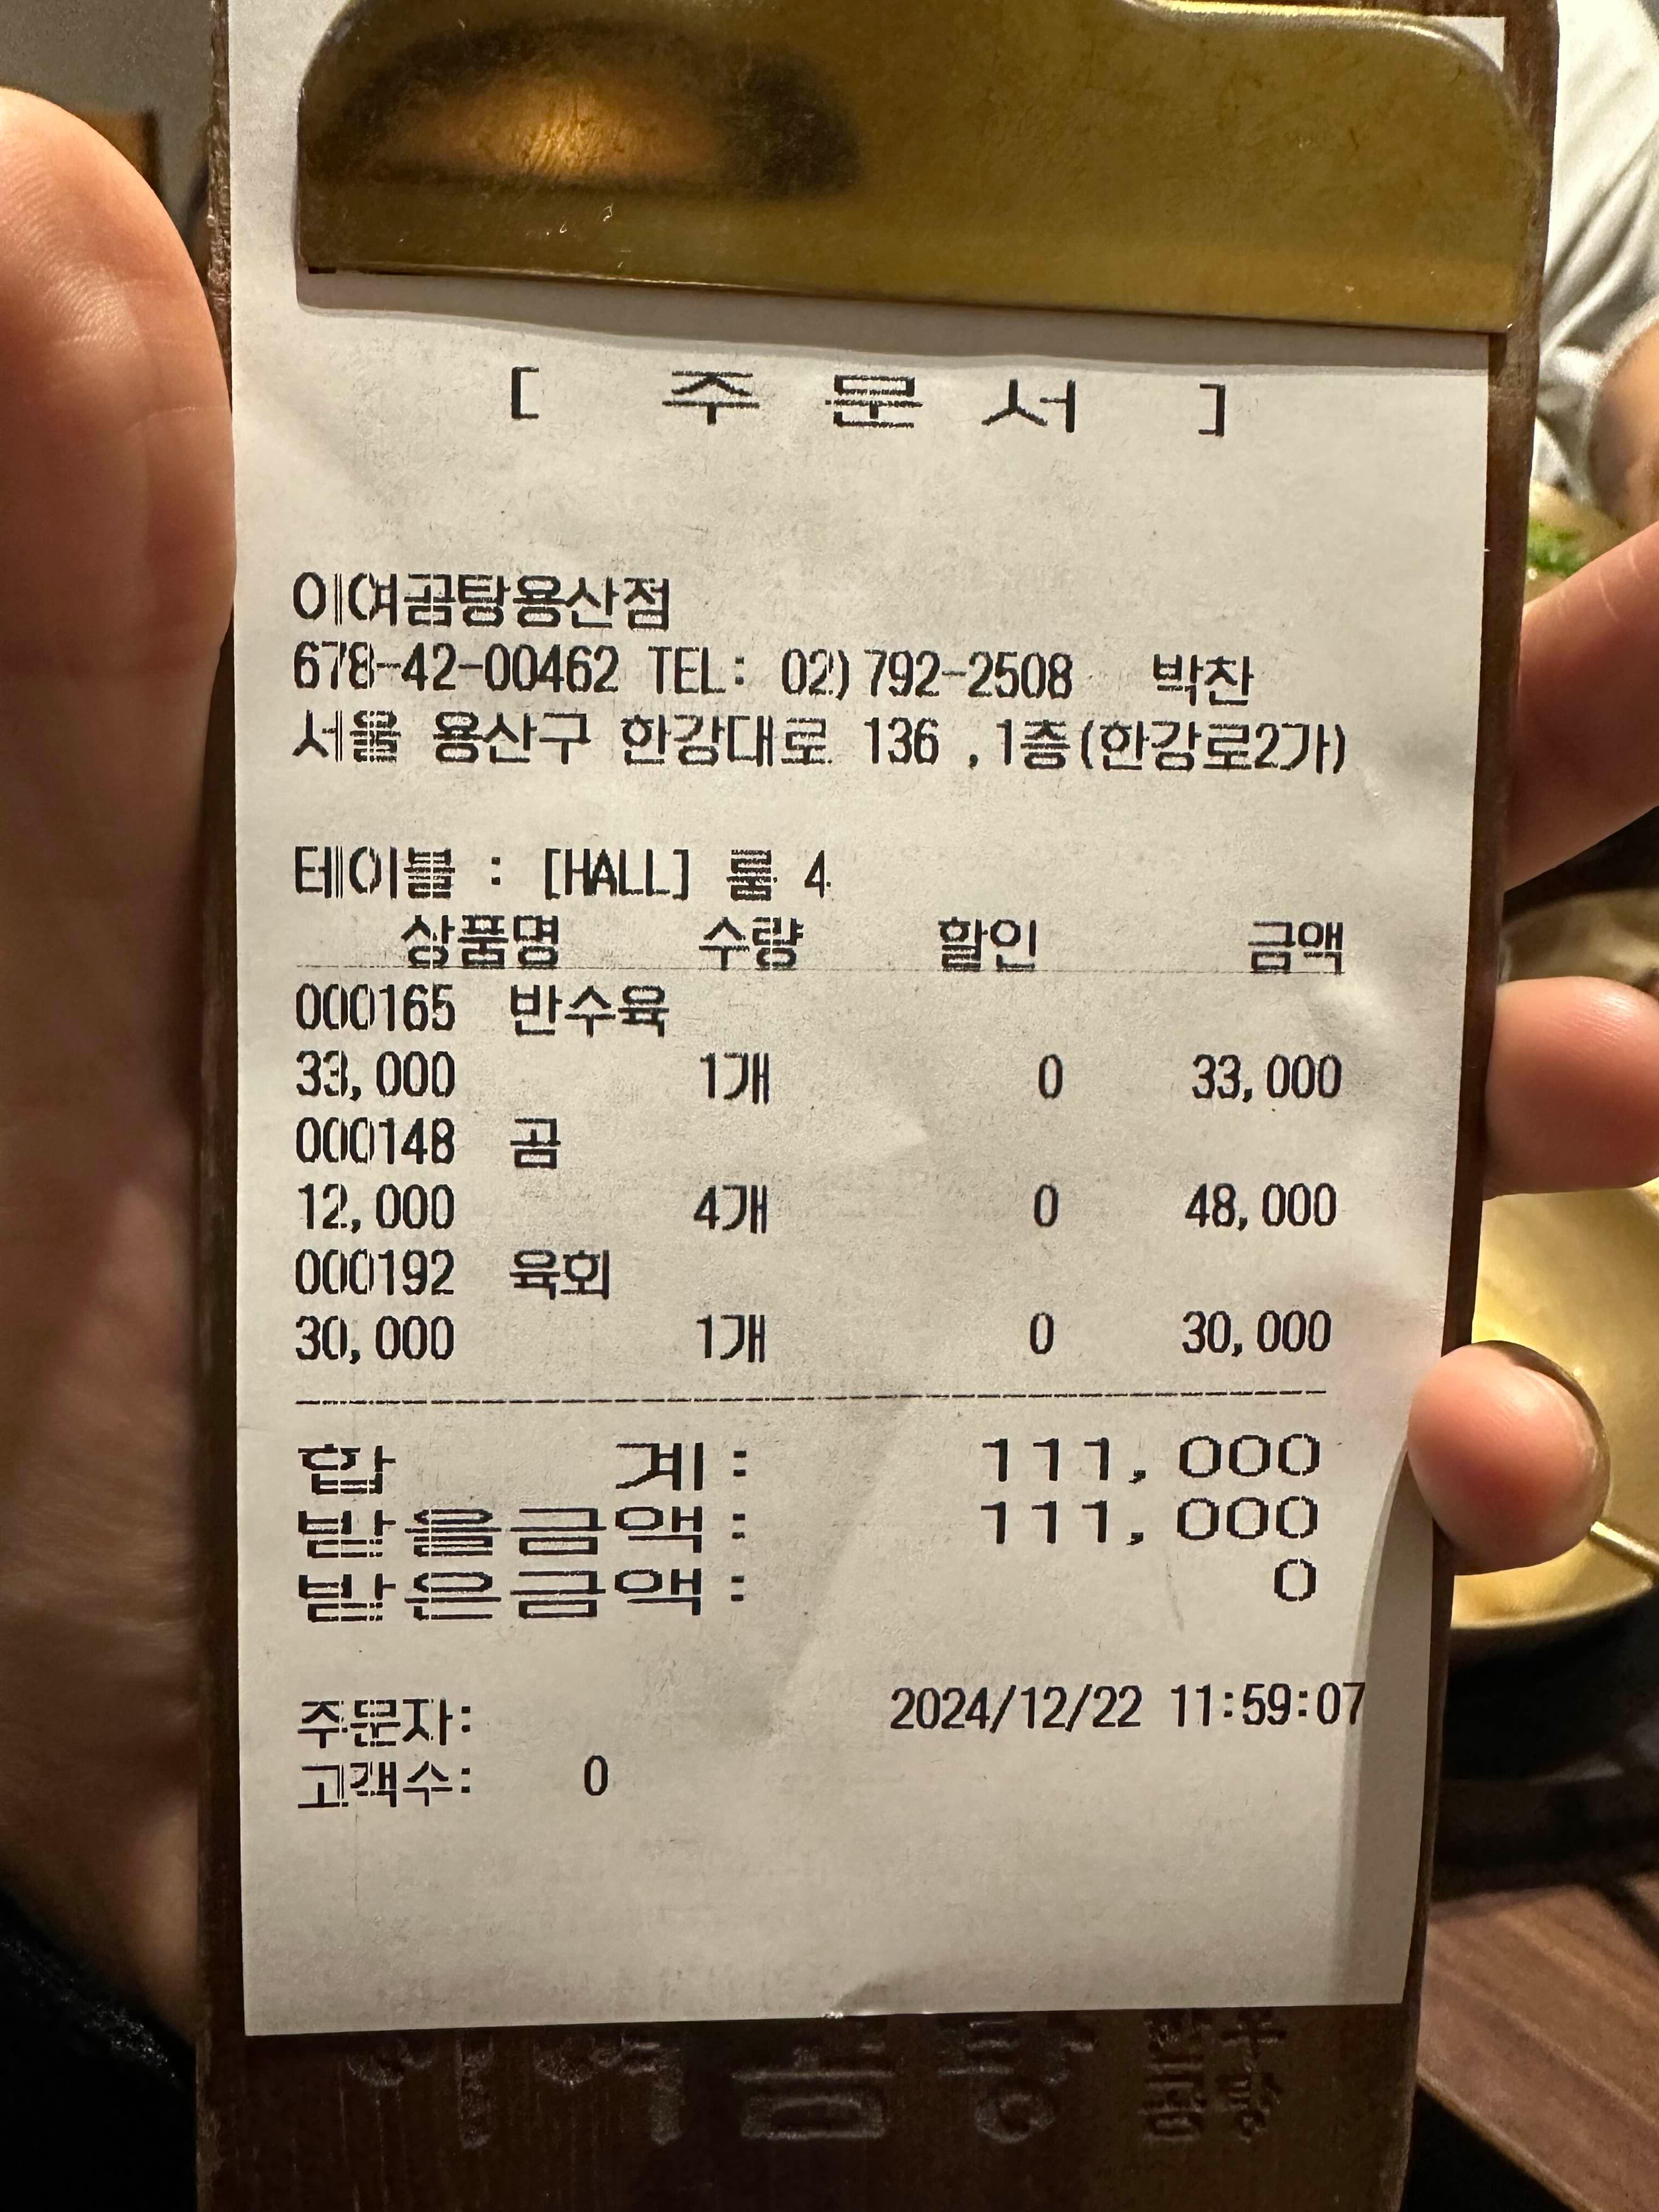 [ 주 문 서 ]
이여곰탕용산점
678-42-00462 TEL: 02)792-2508 박찬
서울 용산구 한강대로 136 ,1층(한강로2가)
테이블 : [HALL] 룸 4
상품명 수량 할인 금액
000165 반수육
33,000 1개 0 33,000
000148 곰
12,000 4개 0 48,000
000192 육회
30,000 1개 0 30,000
합 계: 111,000
받을금액: 111,000
받은금액: 0
주문자: 2024/12/22 11:59:07
고객수: 0